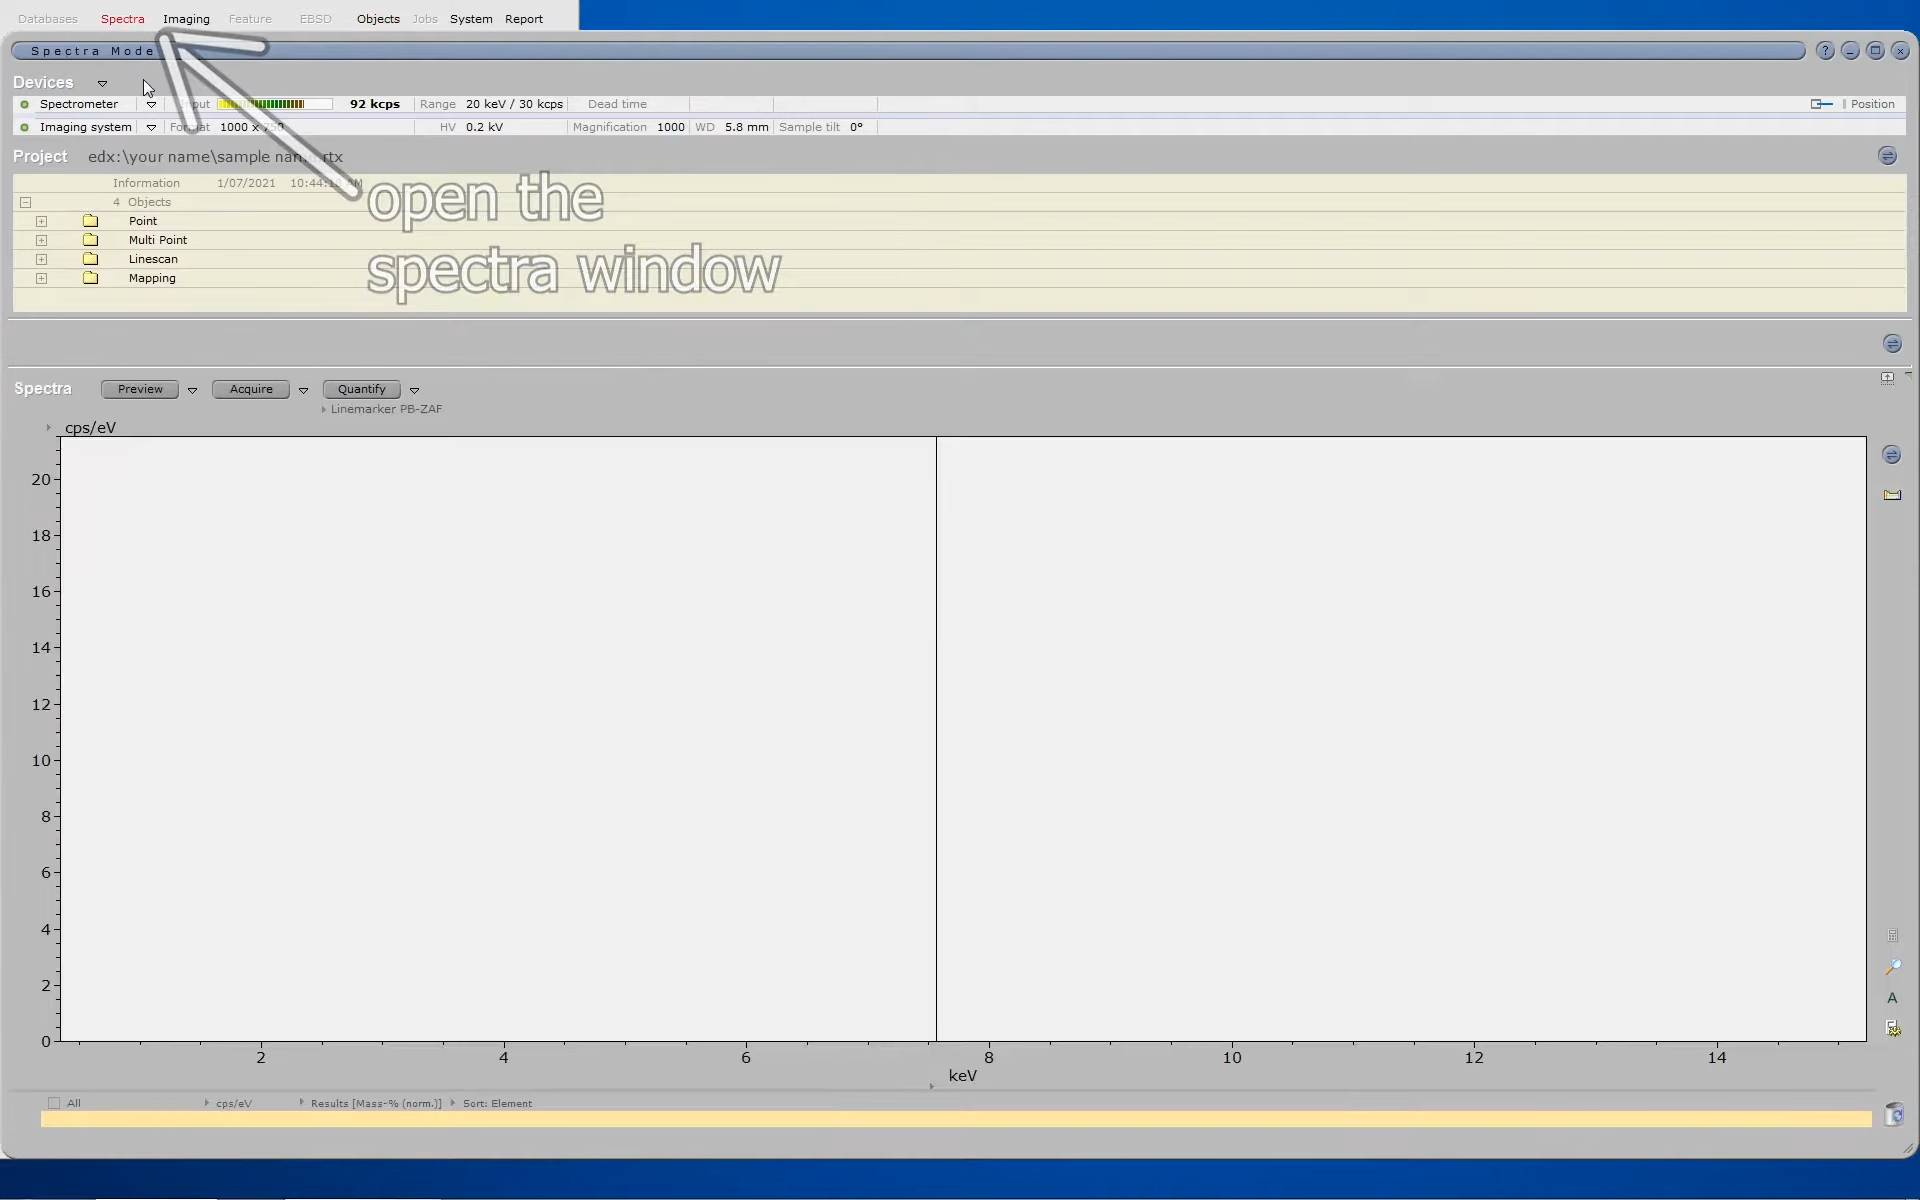 Databases Spectra Imaging Feature EBSD Objects Jobs System Report
Spectra Mode
Devices
Spectrometer Input 92 kcps Range 20 keV / 30 kcps Dead time Position
Imaging system Format 1000 x 750 HV 0.2 kV Magnification 1000 WD 5.8 mm Sample tilt 0°
Project edx:\your name\sample name.rtx
Information 1/07/2021 AM
4 Objects
Point
Multi Point
Linescan
Mapping
open the
spectra window
Spectra Preview Acquire Quantify
Linemarker PB-ZAF
cps/eV
20
18
16
14
12
10
8
6
4
2
0
2 4 6 8 10 12 14
keV
A
All cps/eV Results [Mass-% (norm.)] Sort: Element